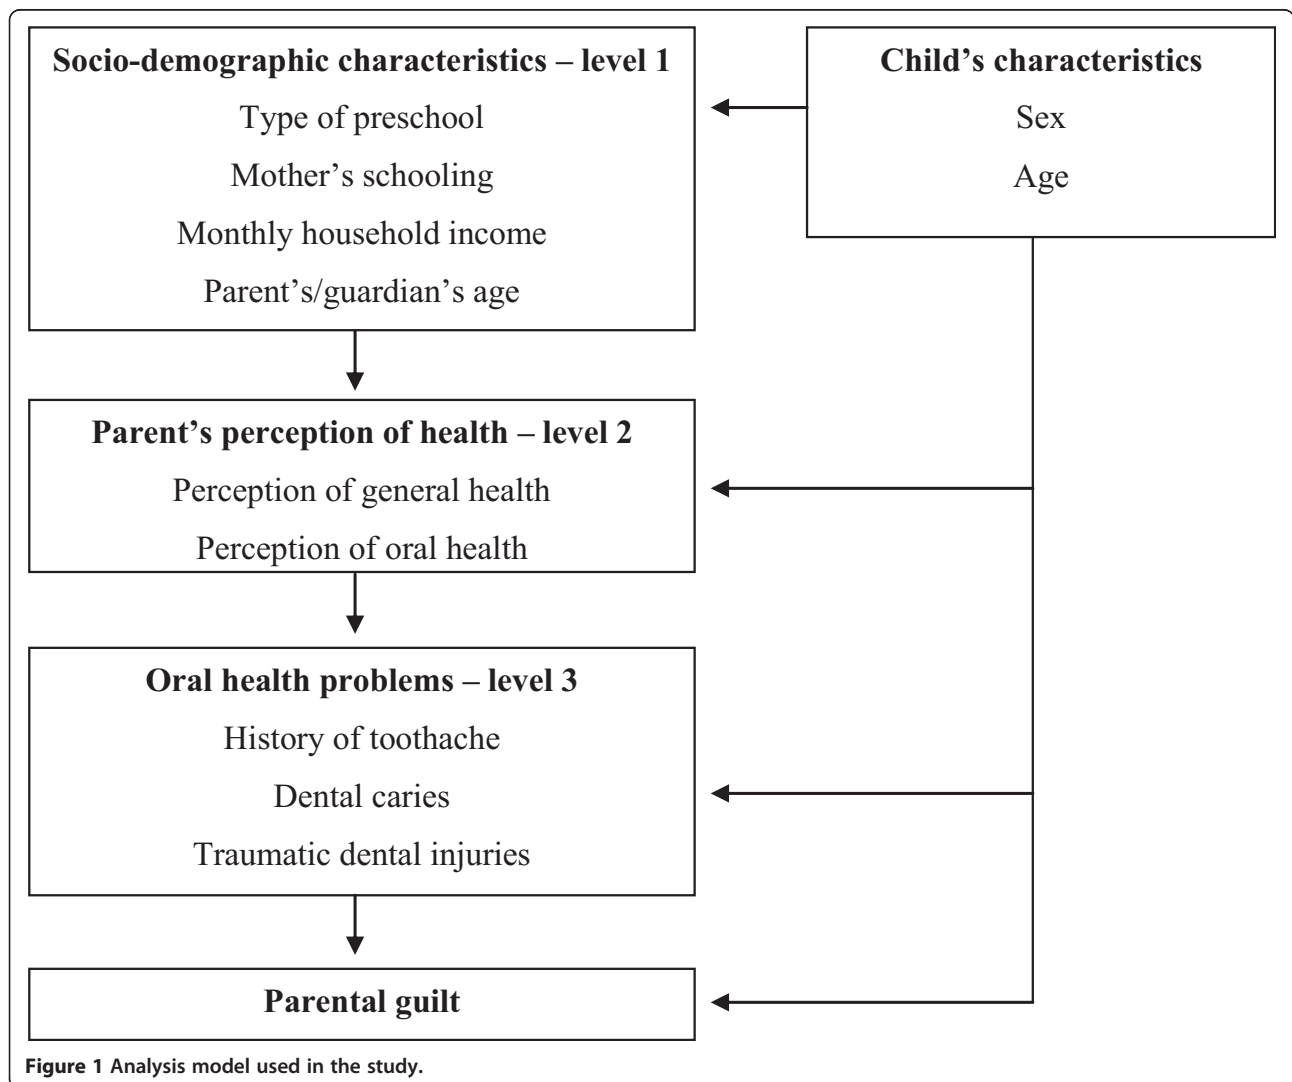 Socio-demographic characteristics – level 1
Type of preschool
Mother's schooling
Monthly household income
Parent's/guardian's age
Child's characteristics
Sex
Age
Parent's perception of health – level 2
Perception of general health
Perception of oral health
Oral health problems – level 3
History of toothache
Dental caries
Traumatic dental injuries
Parental guilt
Figure 1 Analysis model used in the study.